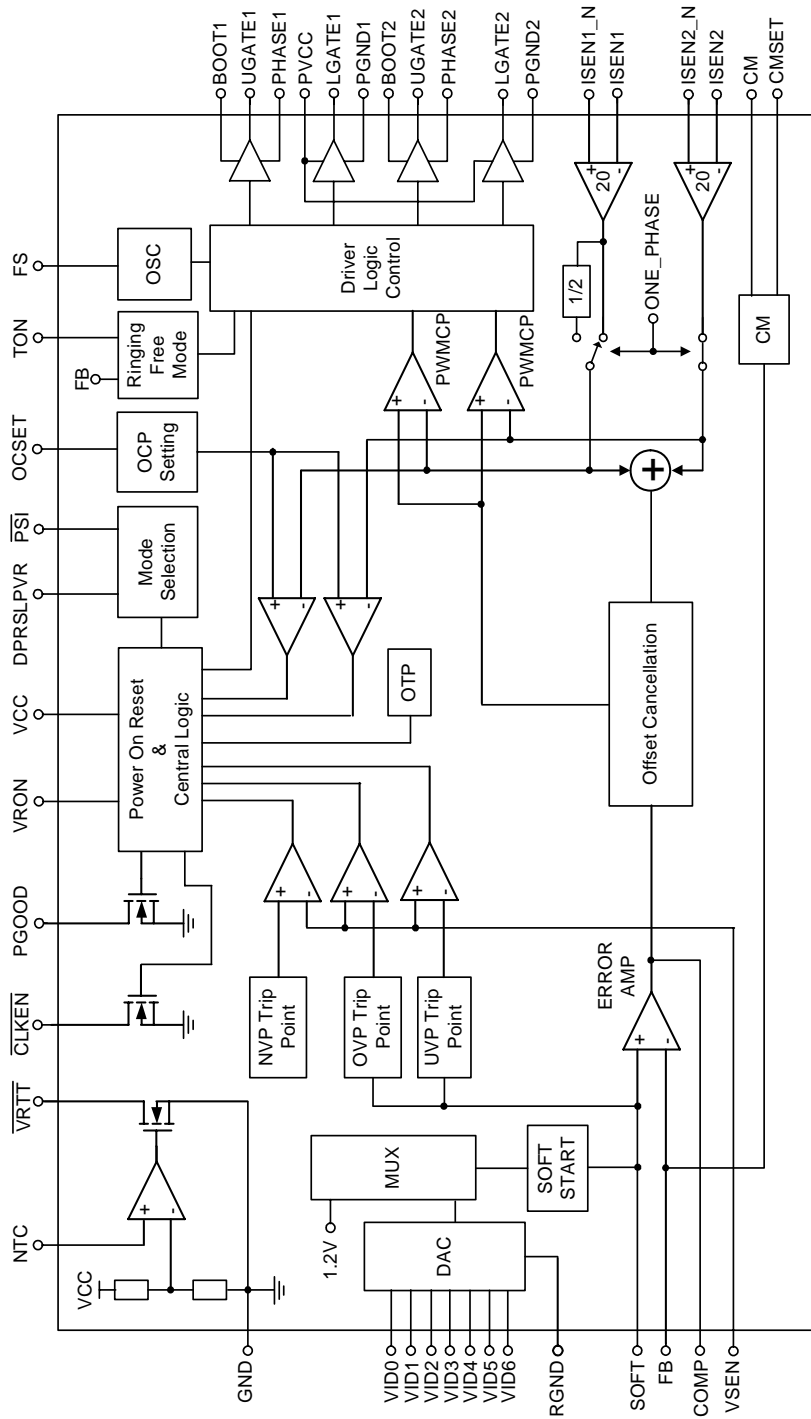 NTC
VRTT
CLKEN
PGOOD
VRON
VCC
DPRSLPVR
PSI
OCSET
TON
FS
VCC
+
-
Power On Reset
&
Central Logic
Mode
Selection
OCP
Setting
FB
Ringing
Free
Mode
OSC
BOOT1
UGATE1
PHASE1
PVCC
LGATE1
PGND1
BOOT2
UGATE2
PHASE2
LGATE2
PGND2
Driver
Logic
Control
GND
1.2V
MUX
NVP Trip
Point
OVP Trip
Point
UVP Trip
Point
+
-
+
-
+
-
OTP
+
-
+
-
+
-
PWMCP
+
-
PWMCP
VID0
VID1
VID2
VID3
VID4
VID5
VID6
DAC
RGND
SOFT
START
ERROR
AMP
+
-
Offset Cancellation
+
1/2
ONE_PHASE
+
-
20
+
-
20
ISEN1_N
ISEN1
ISEN2_N
ISEN2
CM
CM
CMSET
SOFT
FB
COMP
VSEN